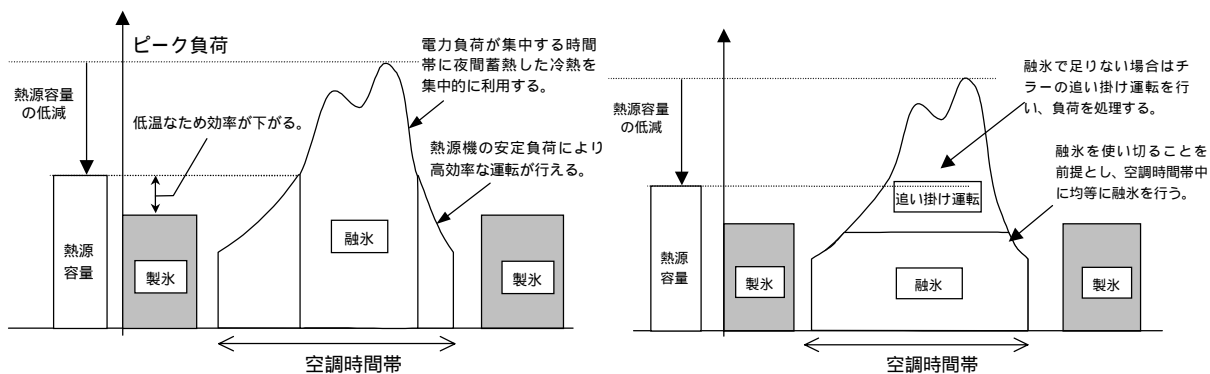 ピーク負荷
電力負荷が集中する時間
帯に夜間蓄熱した冷熱を
集中的に利用する。
熱源容量
の低減
低温なため効率が下がる。
熱源機の安定負荷により
高効率な運転が行える。
融氷
熱源
容量
製氷
製氷
空調時間帯
融氷で足りない場合はチ
ラーの追い掛け運転を行
い、負荷を処理する。
熱源容量
の低減
融氷を使い切ることを
前提とし、空調時間帯中
に均等に融氷を行う。
追い掛け運転
熱源
容量
製氷
融氷
製氷
空調時間帯